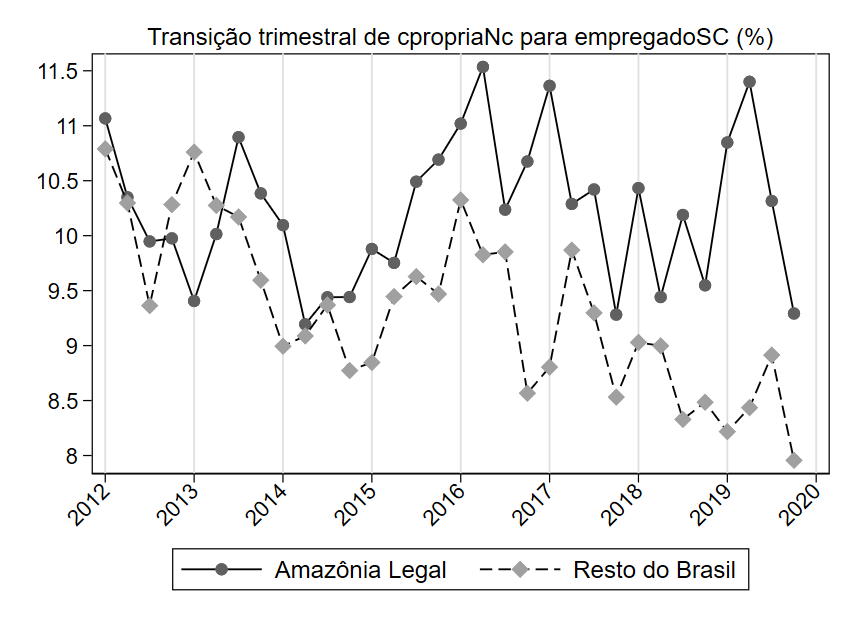 Transição trimestral de cpropriaNc para empregadoSC (%)
11.5
11
10.5
10
9.5
9
8.5
8
2012 2013 2014 2015 2016 2017 2018 2019 2020
Amazônia Legal Resto do Brasil